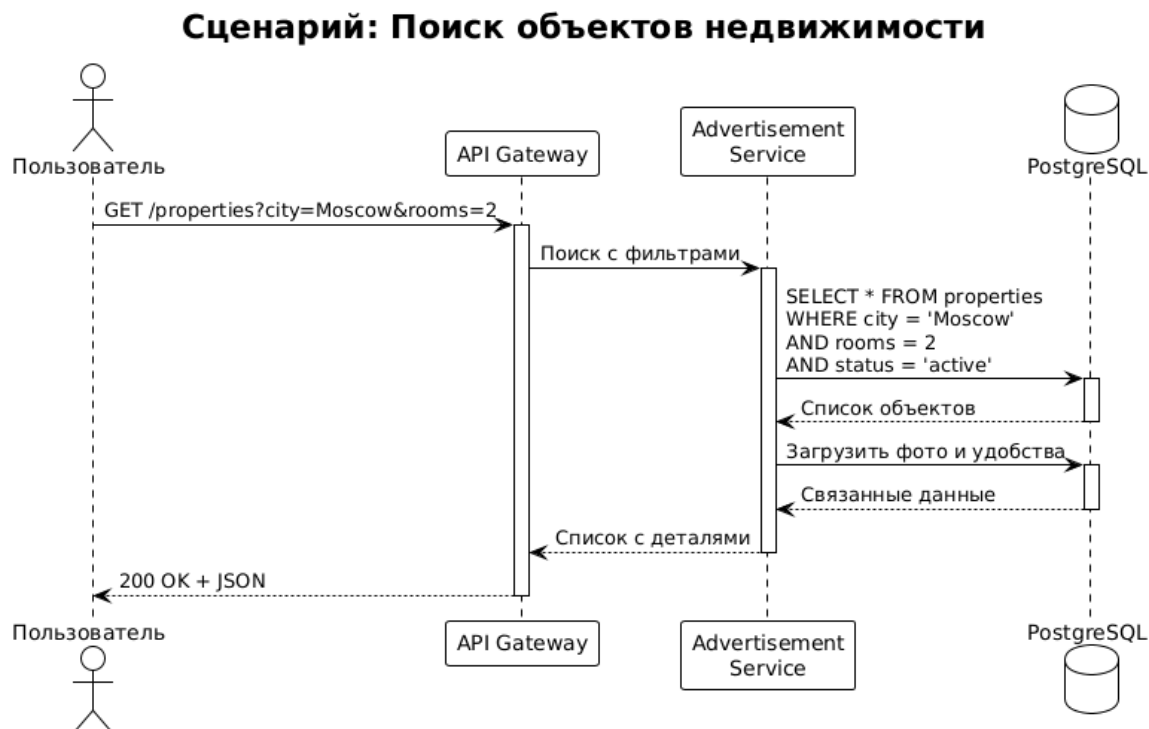 Сценарий: Поиск объектов недвижимости
Пользователь
API Gateway
Advertisement
Service
PostgreSQL
GET /properties?city=Moscow&rooms=2
Поиск с фильтрами
SELECT * FROM properties
WHERE city = 'Moscow'
AND rooms = 2
AND status = 'active'
Список объектов
Загрузить фото и удобства
Связанные данные
Список с деталями
200 OK + JSON
Пользователь
API Gateway
Advertisement
Service
PostgreSQL